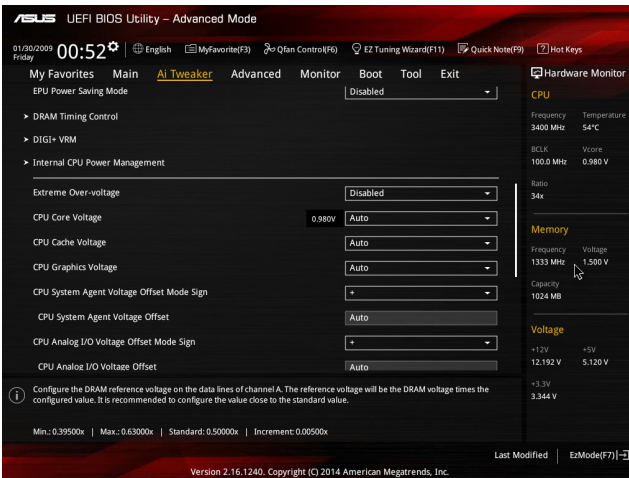 ASUS UEFI BIOS Utility – Advanced Mode
01/30/2009 Friday 00:52 English MyFavorite(F3) Qfan Control(F6) EZ Tuning Wizard(F11) Quick Note(F9) ? Hot Keys
My Favorites Main Ai Tweaker Advanced Monitor Boot Tool Exit
EPU Power Saving Mode Disabled
> DRAM Timing Control
> DIGI+ VRM
> Internal CPU Power Management
Extreme Over-voltage Disabled
CPU Core Voltage 0.980V Auto
CPU Cache Voltage Auto
CPU Graphics Voltage Auto
CPU System Agent Voltage Offset Mode Sign +
CPU System Agent Voltage Offset Auto
CPU Analog I/O Voltage Offset Mode Sign +
CPU Analog I/O Voltage Offset Auto
i Configure the DRAM reference voltage on the data lines of channel A. The reference voltage will be the DRAM voltage times the
configured value. It is recommended to configure the value close to the standard value.
Min.: 0.39500x | Max.: 0.63000x | Standard: 0.50000x | Increment: 0.00500x
Hardware Monitor
CPU
Frequency Temperature
3400 MHz 54°C
BCLK Vcore
100.0 MHz 0.980 V
Ratio
34x
Memory
Frequency Voltage
1333 MHz 1.500 V
Capacity
1024 MB
Voltage
+12V +5V
12.192 V 5.120 V
+3.3V
3.344 V
Last Modified | EzMode(F7)
Version 2.16.1240. Copyright (C) 2014 American Megatrends, Inc.